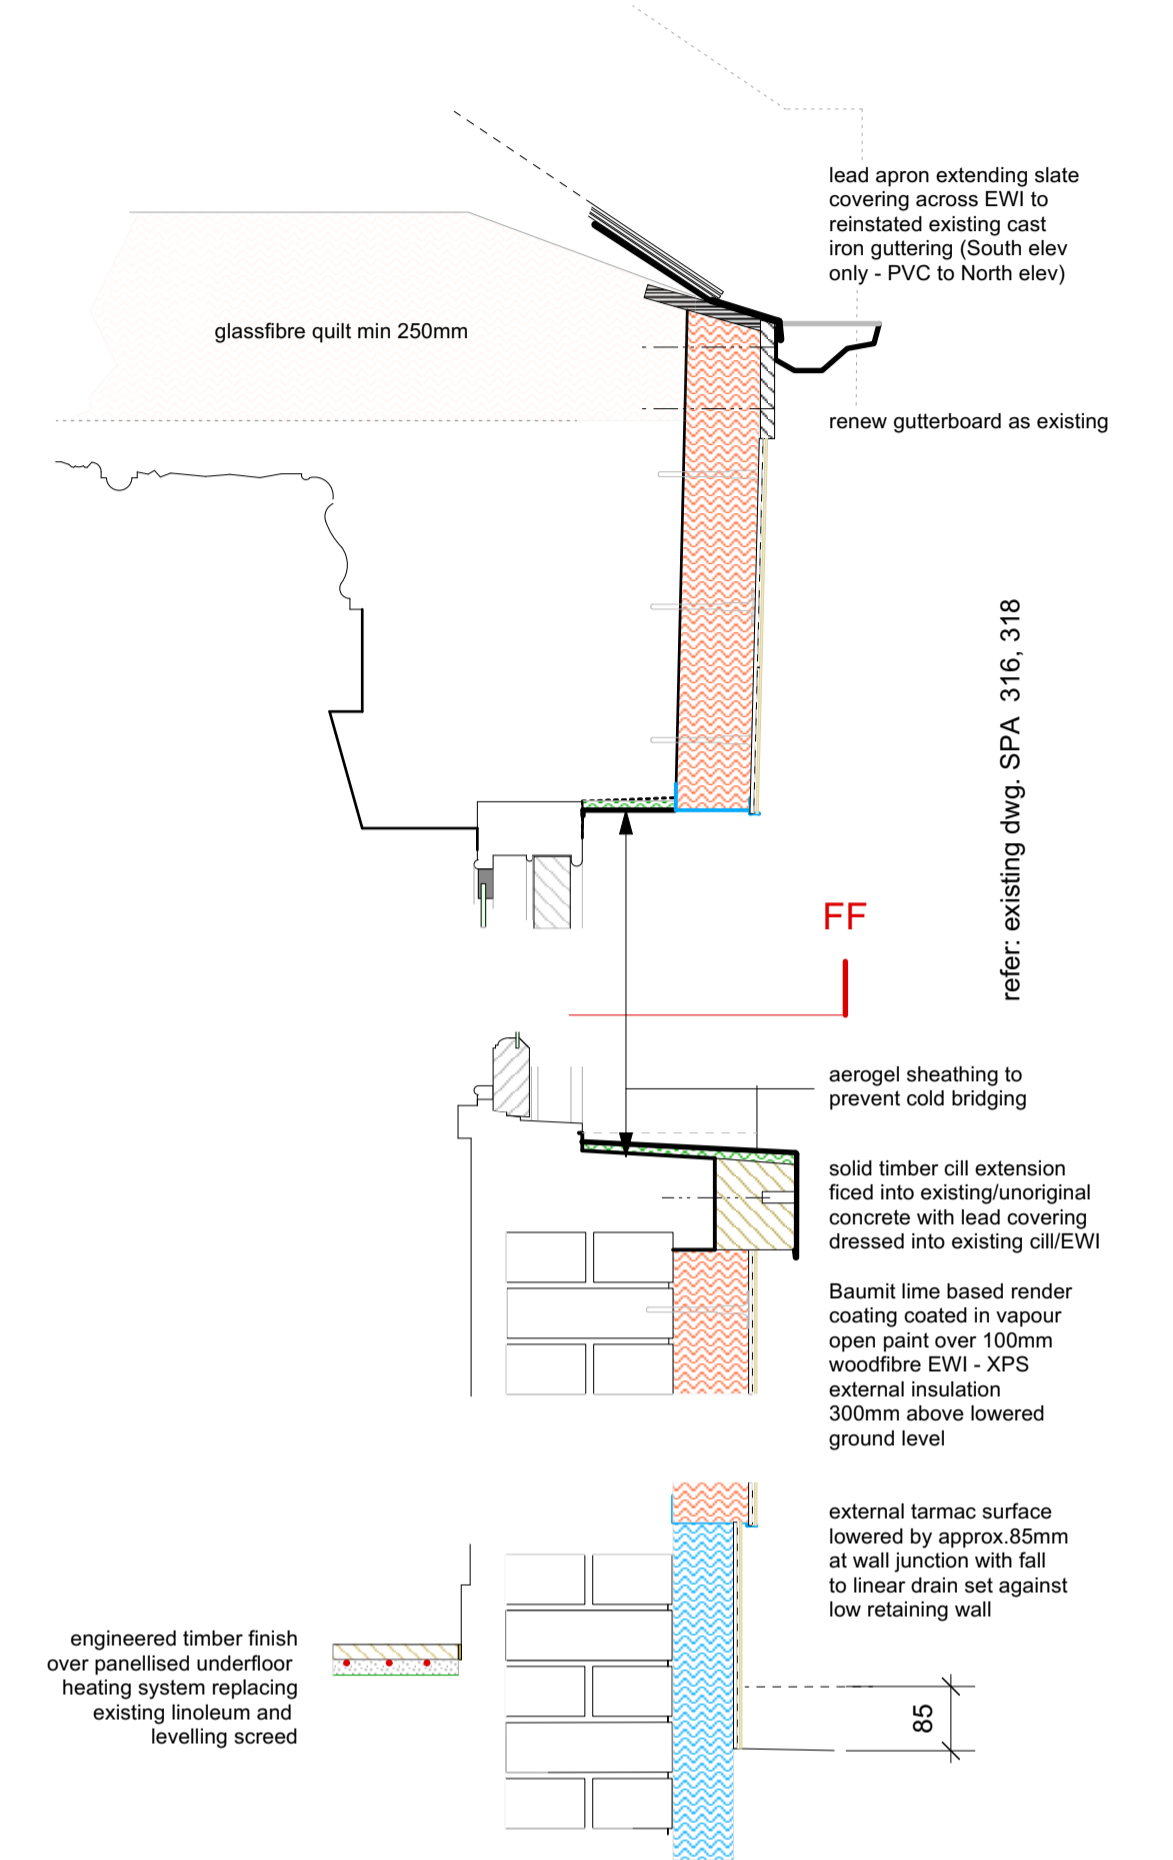 lead apron extending slate
covering across EWI to
reinstated existing cast
iron guttering (South elev
only - PVC to North elev)
glassfibre quilt min 250mm
renew gutterboard as existing
refer: existing dwg. SPA 316, 318
FF
aerogel sheathing to
prevent cold bridging
solid timber cill extension
ficed into existing/unoriginal
concrete with lead covering
dressed into existing cill/EWI
Baumit lime based render
coating coated in vapour
open paint over 100mm
woodfibre EWI - XPS
external insulation
300mm above lowered
ground level
external tarmac surface
lowered by approx.85mm
at wall junction with fall
to linear drain set against
low retaining wall
engineered timber finish
over panellised underfloor
heating system replacing
existing linoleum and
levelling screed
85